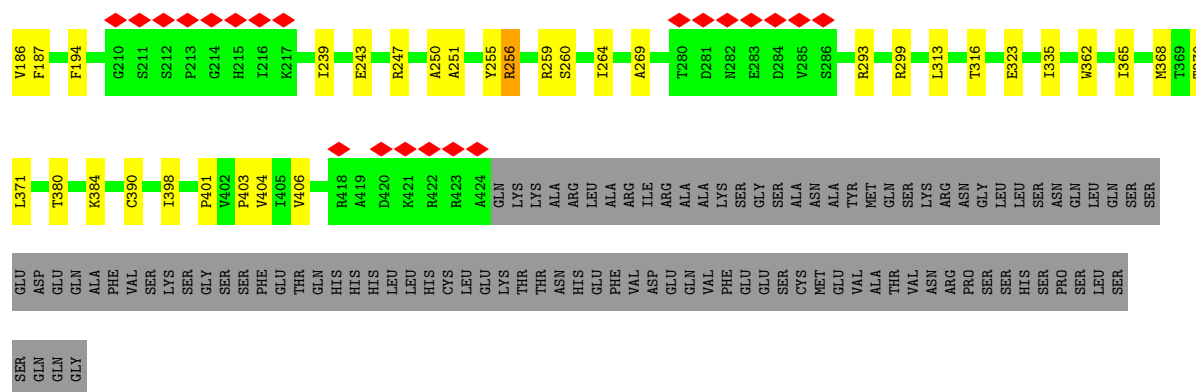 V186 F187 F194 G210 S211 S212 P213 G214 H215 I216 K217 I239 E243 R247 A250 A251 Y255 R256 R259 S260 I264 A269 T280 D281 N282 E283 D284 V285 S286 R293 R299 L313 T316 E323 I335 W362 I365 M368 T369
L371 T380 K384 C390 I398 P401 V402 P403 V404 I405 V406 R418 A419 D420 K421 R422 R423 A424 GLN LYS LYS ALA ARG LEU ALA ARG ILE ARG ALA ALA LYS SER GLY SER ALA ASN ALA TYR MET GLN SER LYS ARG ASN GLY LEU LEU SER ASN GLN LEU GLN SER SER
GLU ASP GLU GLN ALA PHE VAL SER LYS SER GLY SER SER PHE GLU THR GLN HIS HIS HIS LEU LEU HIS CYS LEU GLU LYS THR THR ASN HIS GLU PHE VAL ASP GLU GLN VAL PHE GLU GLU SER CYS MET GLU VAL ALA THR VAL ASN ARG PRO SER SER HIS SER PRO SER LEU SER
SER GLN GLN GLY